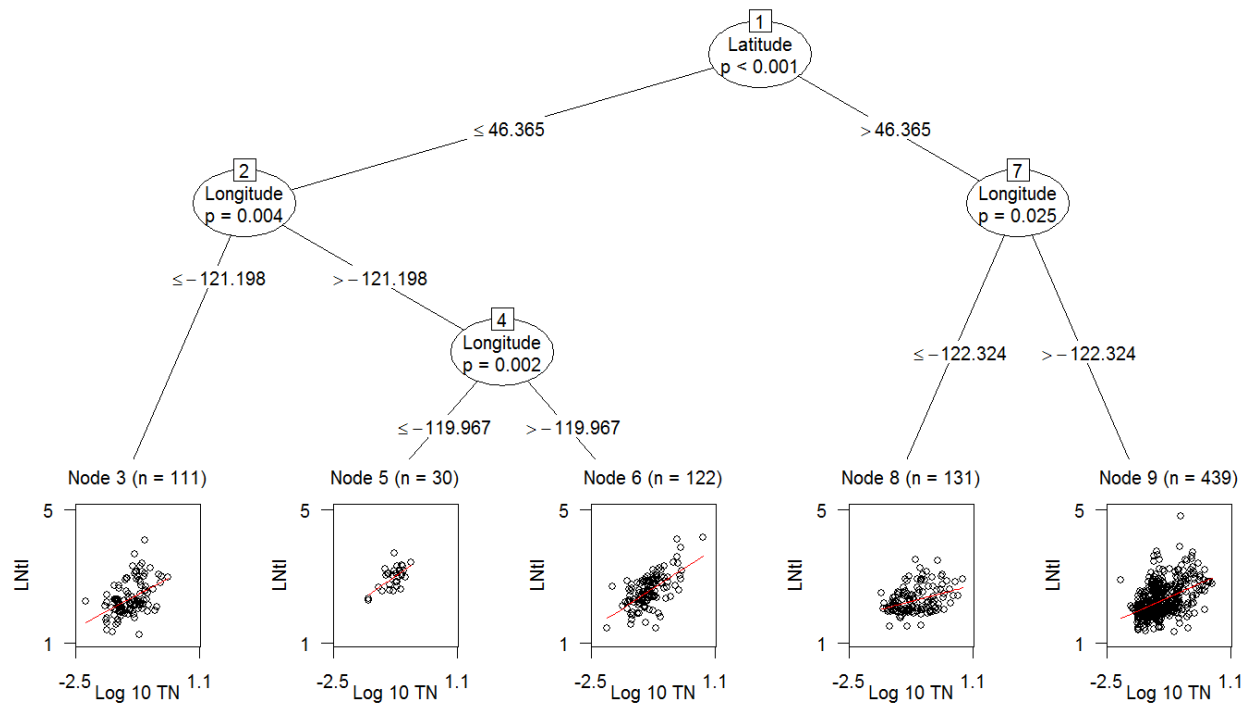 1
Latitude
p < 0.001
≤ 46.365
> 46.365
2
Longitude
p = 0.004
7
Longitude
p = 0.025
≤ −121.198
> −121.198
4
Longitude
p = 0.002
≤ −122.324
> −122.324
≤ −119.967
> −119.967
Node 3 (n = 111)
Node 5 (n = 30)
Node 6 (n = 122)
Node 8 (n = 131)
Node 9 (n = 439)
5
LNtl
1
-2.5
Log 10 TN
1.1
5
LNtl
1
-2.5
Log 10 TN
1.1
5
LNtl
1
-2.5
Log 10 TN
1.1
5
LNtl
1
-2.5
Log 10 TN
1.1
5
LNtl
1
-2.5
Log 10 TN
1.1